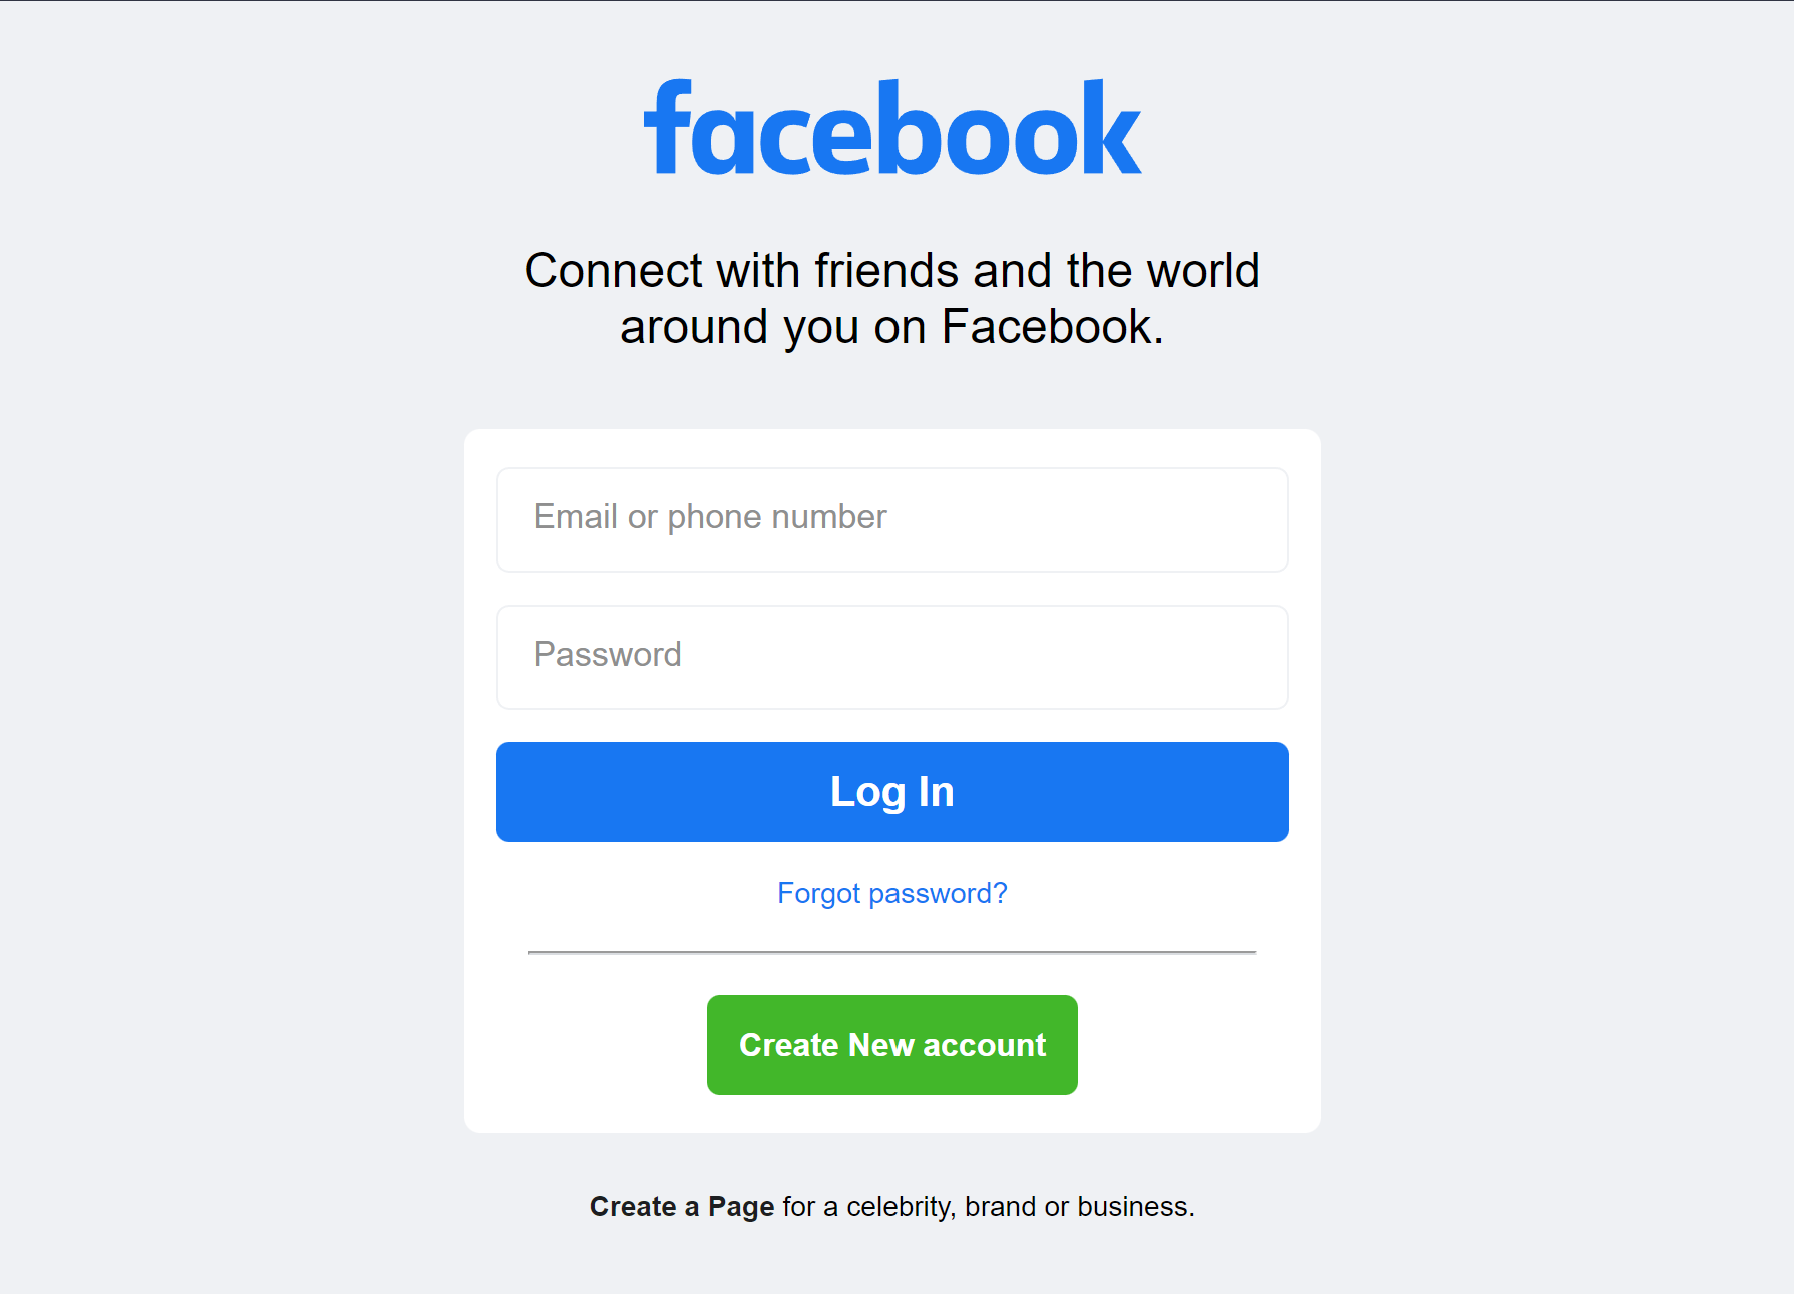 facebook
Connect with friends and the world
around you on Facebook.
Email or phone number
Password
Log In
Forgot password?
Create New account
Create a Page for a celebrity, brand or business.